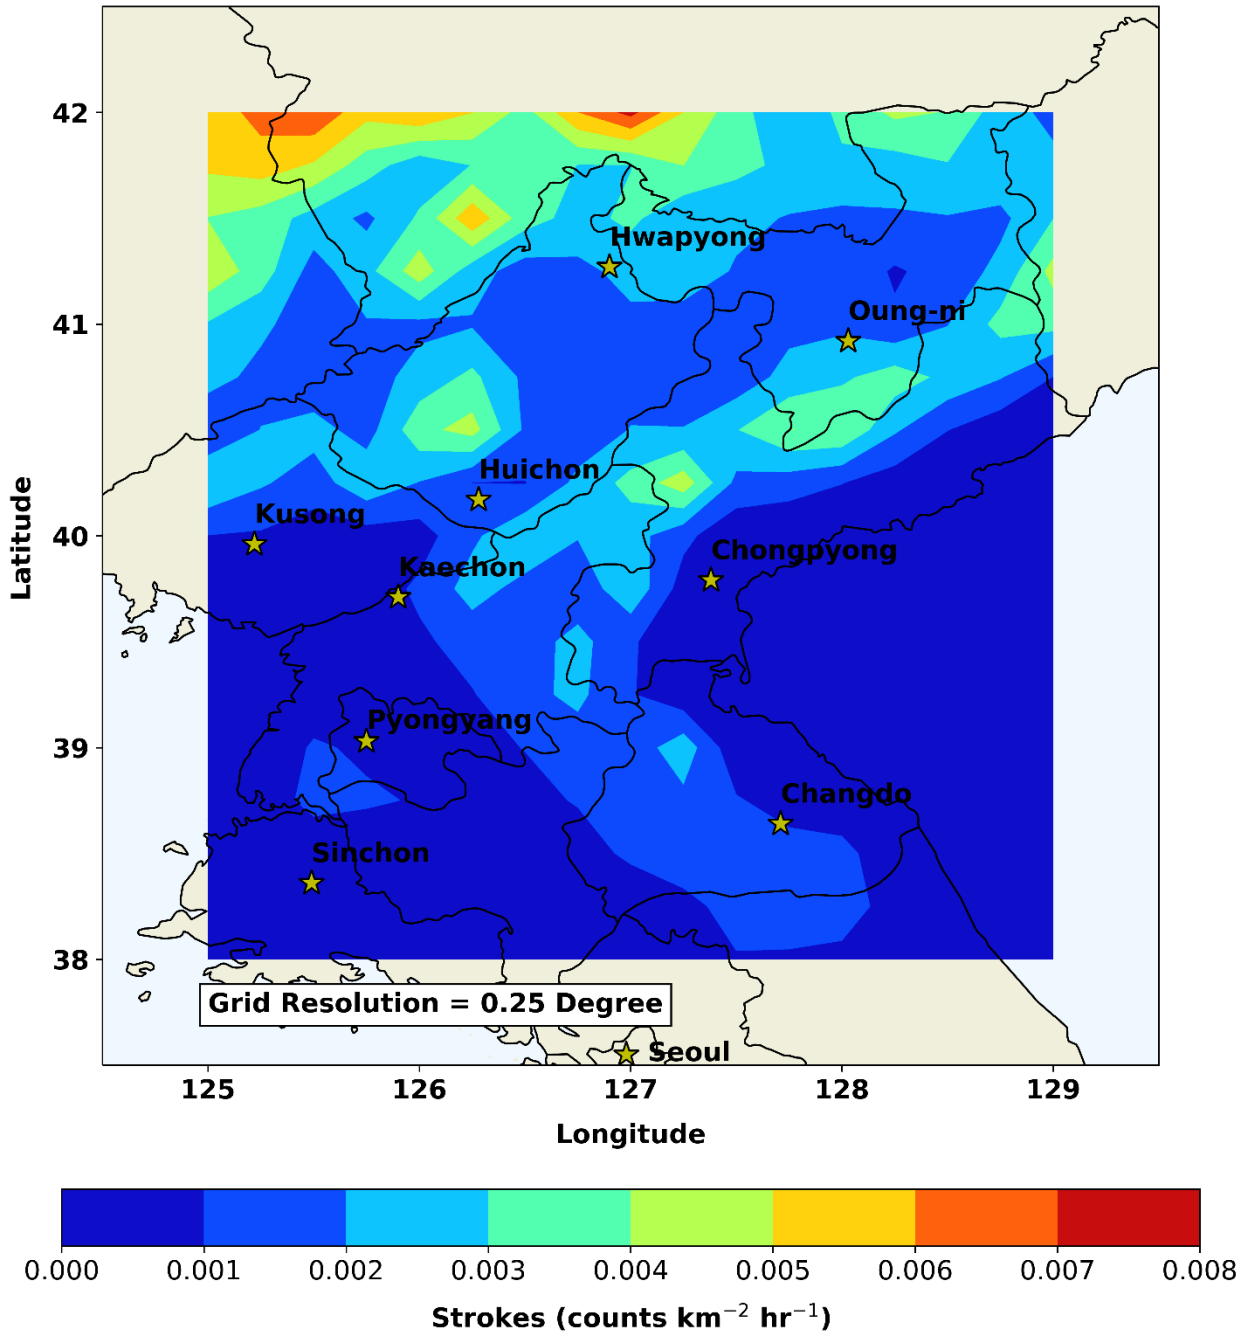 42
Hwapyong
41
Oung-ni
Huichon
Kusong
40
Chongpyong
Kaechon
Latitude
Pyongyang
39
Changdo
Sinchon
38
Grid Resolution = 0.25 Degree
Seoul
125 126 127 128 129
Longitude
0.000 0.001 0.002 0.003 0.004 0.005 0.006 0.007 0.008
Strokes (counts km⁻² hr⁻¹)